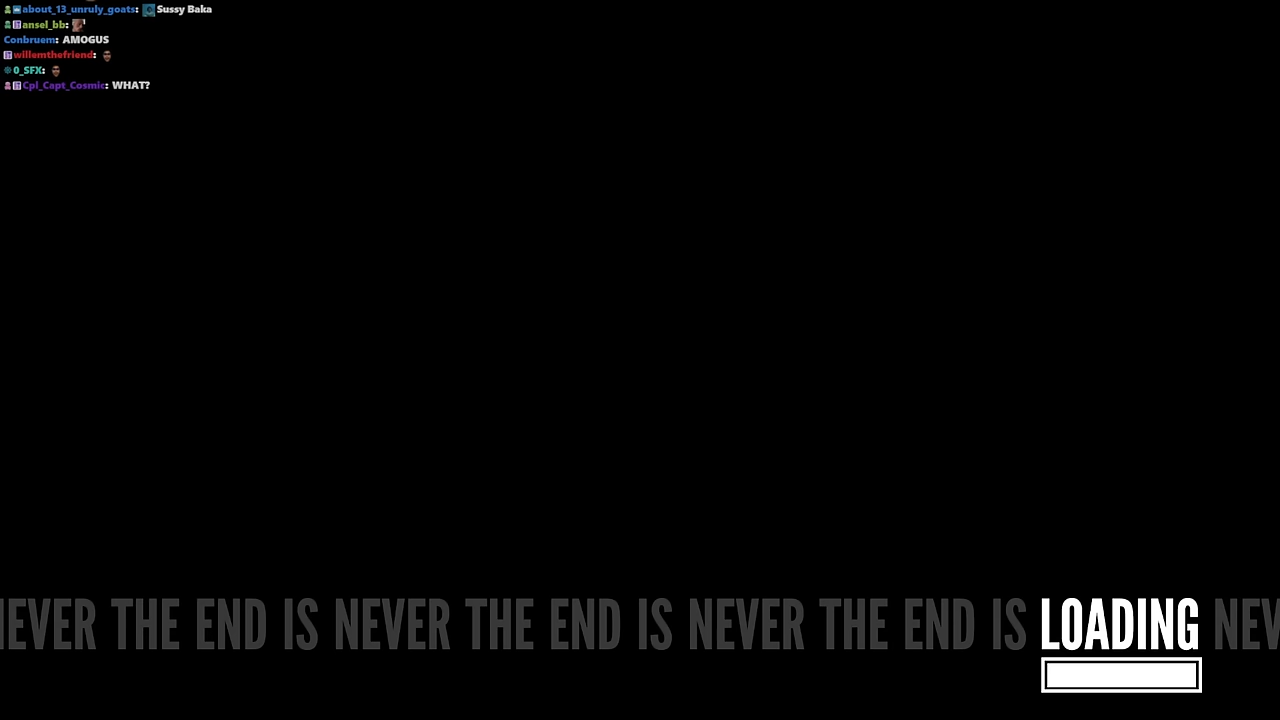 about_13_unruly_goats: Sussy Baka
ansel_bb:
Conbruem: AMOGUS
willemthefriend:
0_SFX:
Cpl_Capt_Cosmic: WHAT?
NEVER THE END IS NEVER THE END IS NEVER THE END IS LOADING NEV